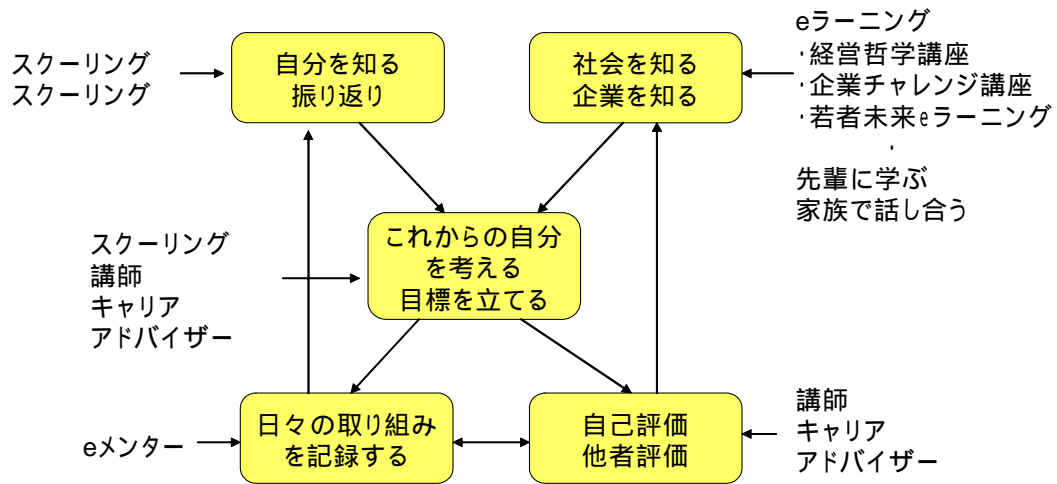 スクーリング
スクーリング
自分を知る
振り返り
社会を知る
企業を知る
eラーニング
・経営哲学講座
・企業チャレンジ講座
・若者未来eラーニング
・
先輩に学ぶ
家族で話し合う
スクーリング
講師
キャリア
アドバイザー
これからの自分
を考える
目標を立てる
eメンター
日々の取り組み
を記録する
自己評価
他者評価
講師
キャリア
アドバイザー